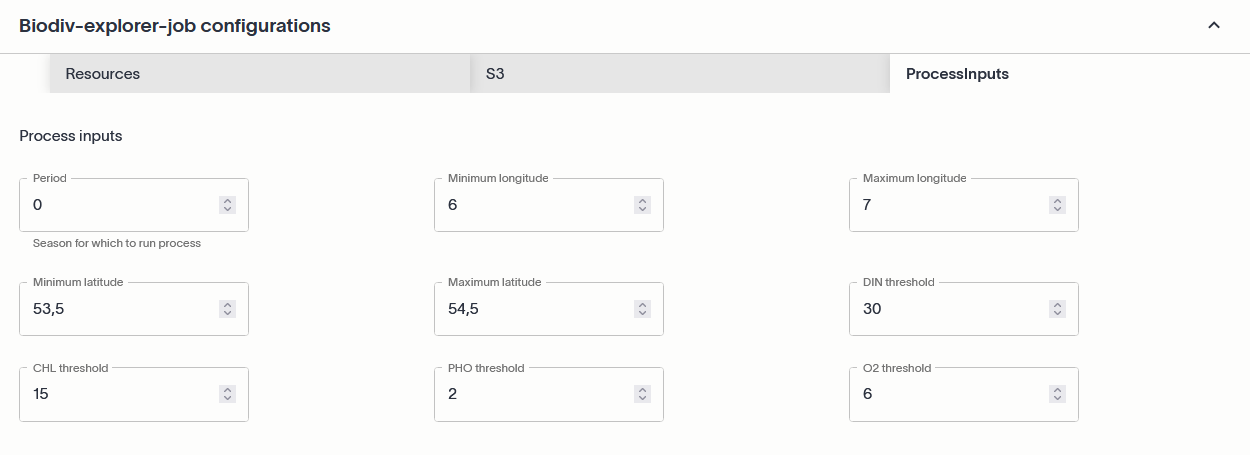 Biodiv-explorer-job configurations
Resources
S3
ProcessInputs
Process inputs
Period
0
Season for which to run process
Minimum longitude
6
Maximum longitude
7
Minimum latitude
53,5
Maximum latitude
54,5
DIN threshold
30
CHL threshold
15
PHO threshold
2
O2 threshold
6